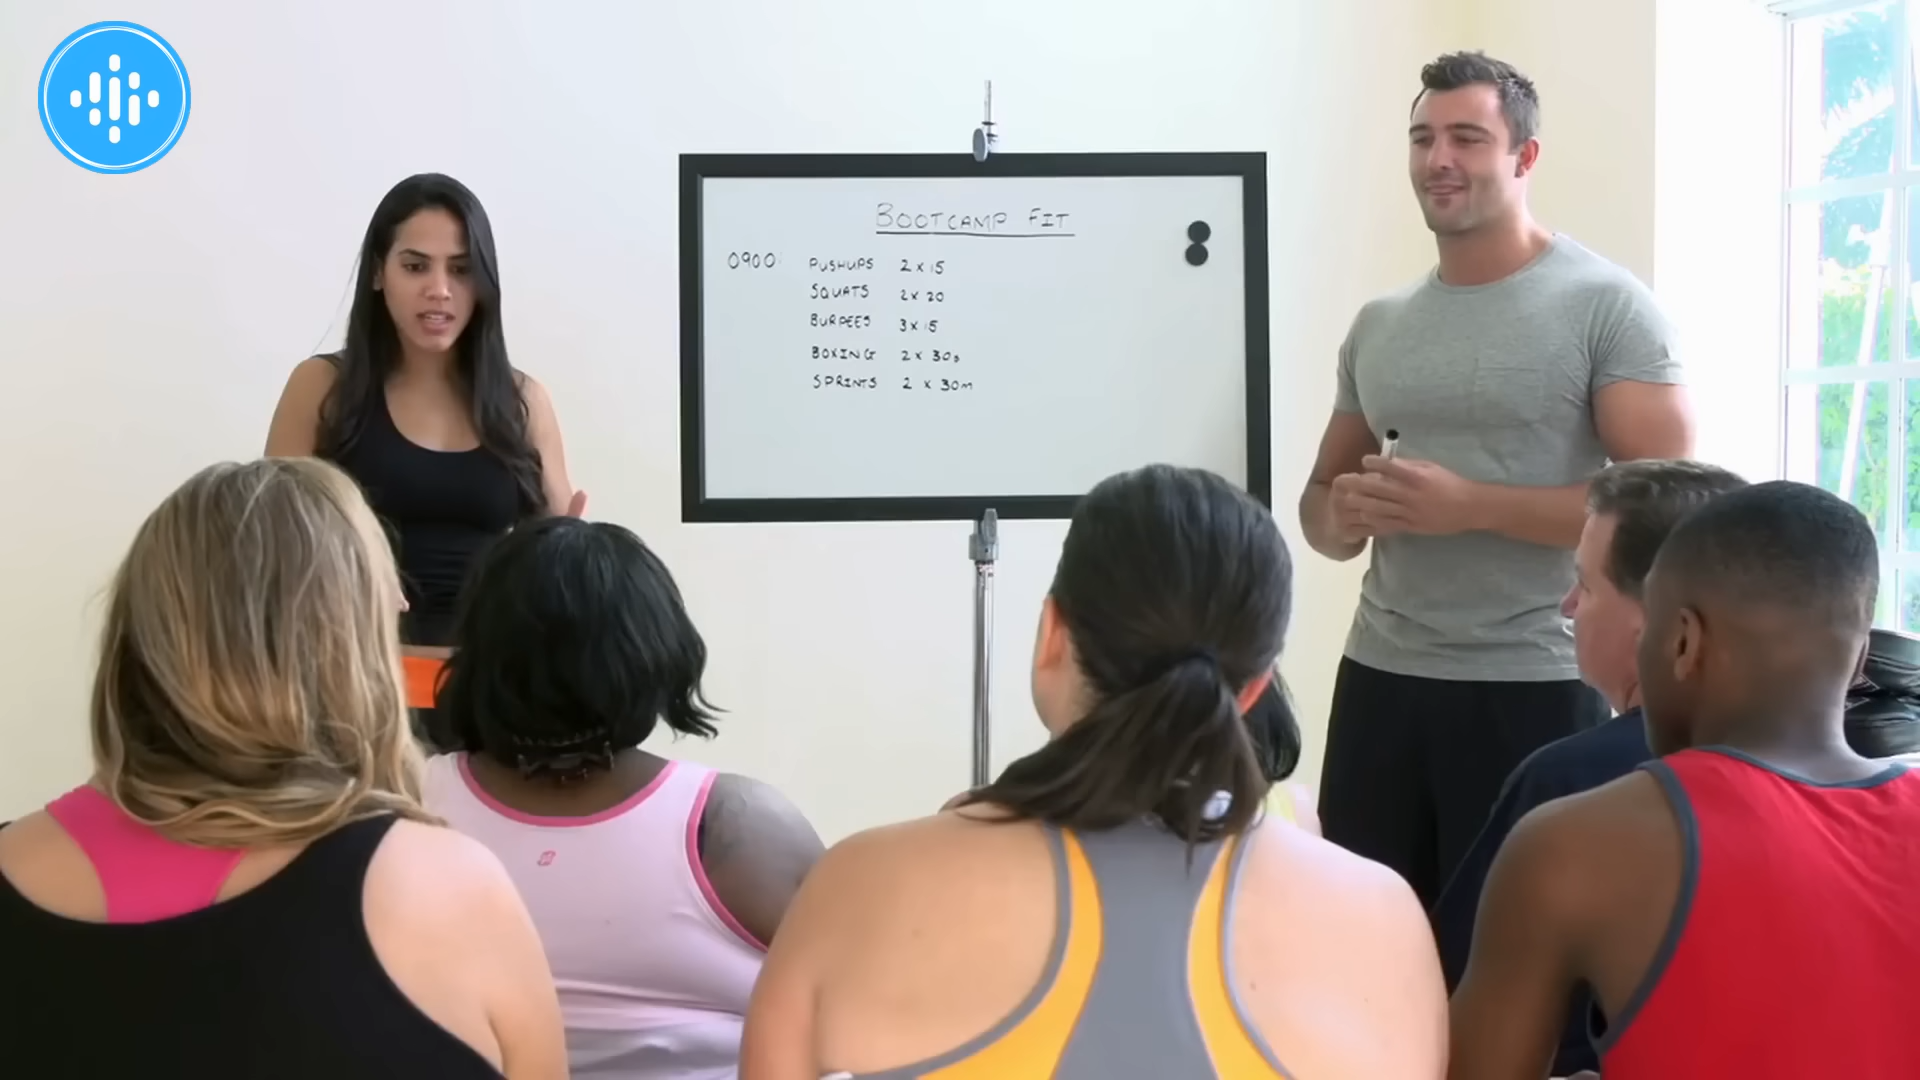 BOOTCAMP FIT
0900: PUSHUPS 2 x 15
SQUATS 2 x 20
BURPEES 3 x 15
BOXING 2 x 30s
SPRINTS 2 x 30m